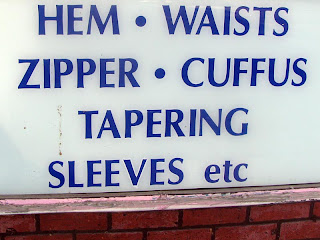 HEM • WAISTS
ZIPPER • CUFFUS
TAPERING
SLEEVES etc